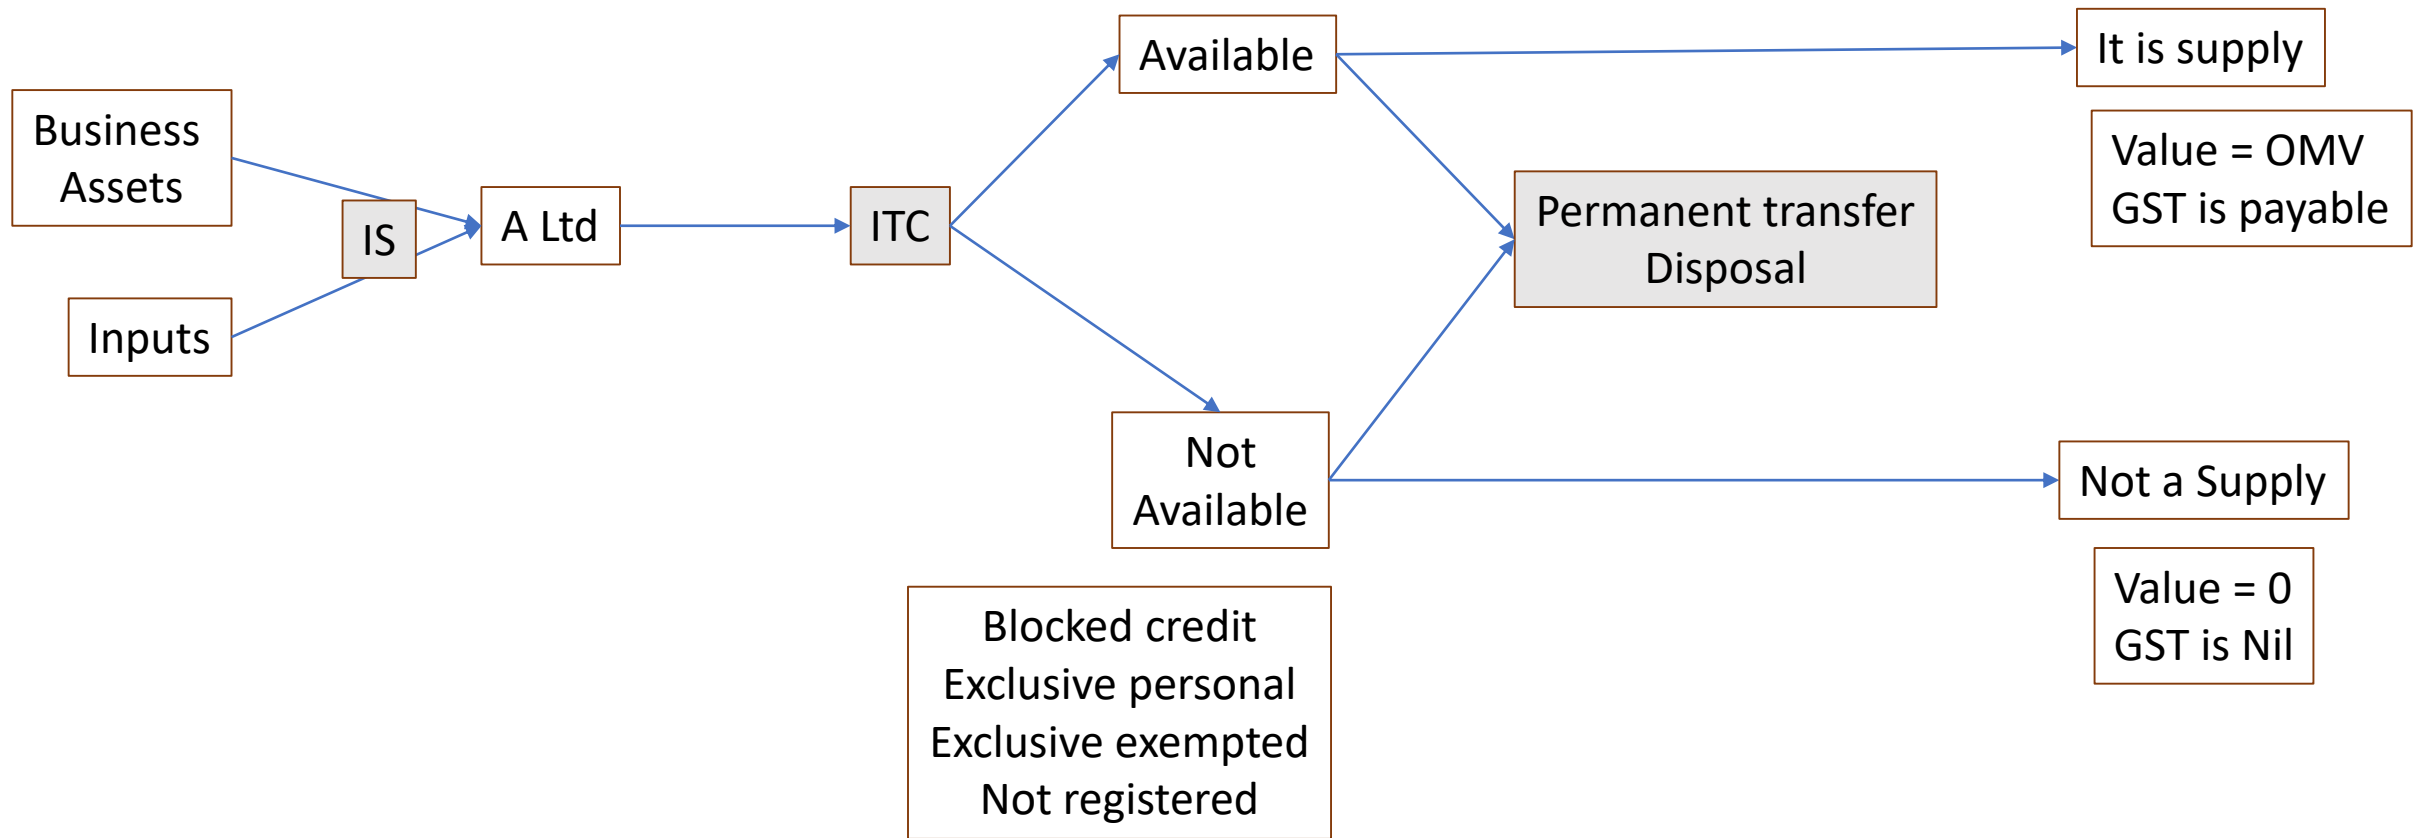 Business
Assets
Inputs
IS
A Ltd
ITC
Available
Not
Available
Blocked credit
Exclusive personal
Exclusive exempted
Not registered
Permanent transfer
Disposal
It is supply
Value = OMV
GST is payable
Not a Supply
Value = 0
GST is Nil